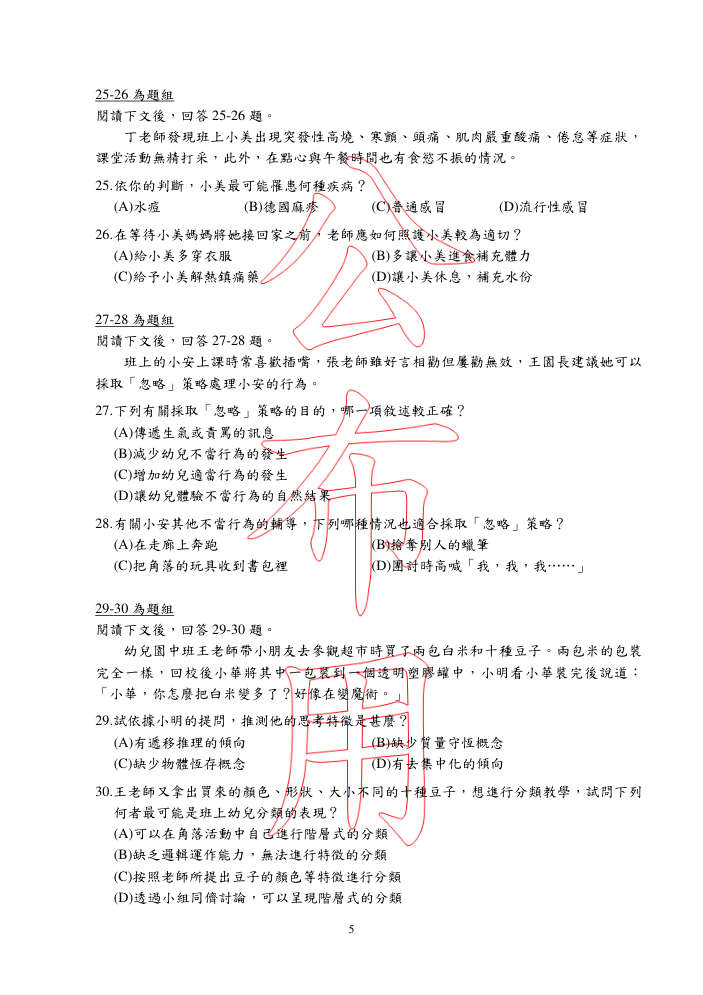 25-26 為題組
閱讀下文後，回答 25-26 題。
丁老師發現班上小美出現突發性高燒、寒顫、頭痛、肌肉嚴重酸痛、倦怠等症狀，
課堂活動無精打采，此外，在點心與午餐時間也有食慾不振的情況。
25.依你的判斷，小美最可能罹患何種疾病？
(A)水痘 (B)德國麻疹 (C)普通感冒 (D)流行性感冒
26.在等待小美媽媽將她接回家之前，老師應如何照護小美較為適切？
(A)給小美多穿衣服 (B)多讓小美進食補充體力
(C)給予小美解熱鎮痛藥 (D)讓小美休息，補充水份
27-28 為題組
閱讀下文後，回答 27-28 題。
班上的小安上課時常喜歡插嘴，張老師雖好言相勸但屢勸無效，王園長建議她可以
採取「忽略」策略處理小安的行為。
27.下列有關採取「忽略」策略的目的，哪一項敘述較正確？
(A)傳遞生氣或責罵的訊息
(B)減少幼兒不當行為的發生
(C)增加幼兒適當行為的發生
(D)讓幼兒體驗不當行為的自然結果
28.有關小安其他不當行為的輔導，下列哪種情況也適合採取「忽略」策略？
(A)在走廊上奔跑 (B)搶奪別人的蠟筆
(C)把角落的玩具收到書包裡 (D)團討時高喊「我，我，我……」
29-30 為題組
閱讀下文後，回答 29-30 題。
幼兒園中班王老師帶小朋友去參觀超市時買了兩包白米和十種豆子。兩包米的包裝
完全一樣，回校後小華將其中一包裝到一個透明塑膠罐中，小明看小華裝完後說道：
「小華，你怎麼把白米變多了？好像在變魔術。」
29.試依據小明的提問，推測他的思考特徵是甚麼？
(A)有遞移推理的傾向 (B)缺少質量守恆概念
(C)缺少物體恆存概念 (D)有去集中化的傾向
30.王老師又拿出買來的顏色、形狀、大小不同的十種豆子，想進行分類教學，試問下列
何者最可能是班上幼兒分類的表現？
(A)可以在角落活動中自己進行階層式的分類
(B)缺乏邏輯運作能力，無法進行特徵的分類
(C)按照老師所提出豆子的顏色等特徵進行分類
(D)透過小組同儕討論，可以呈現階層式的分類
5
公
布
用